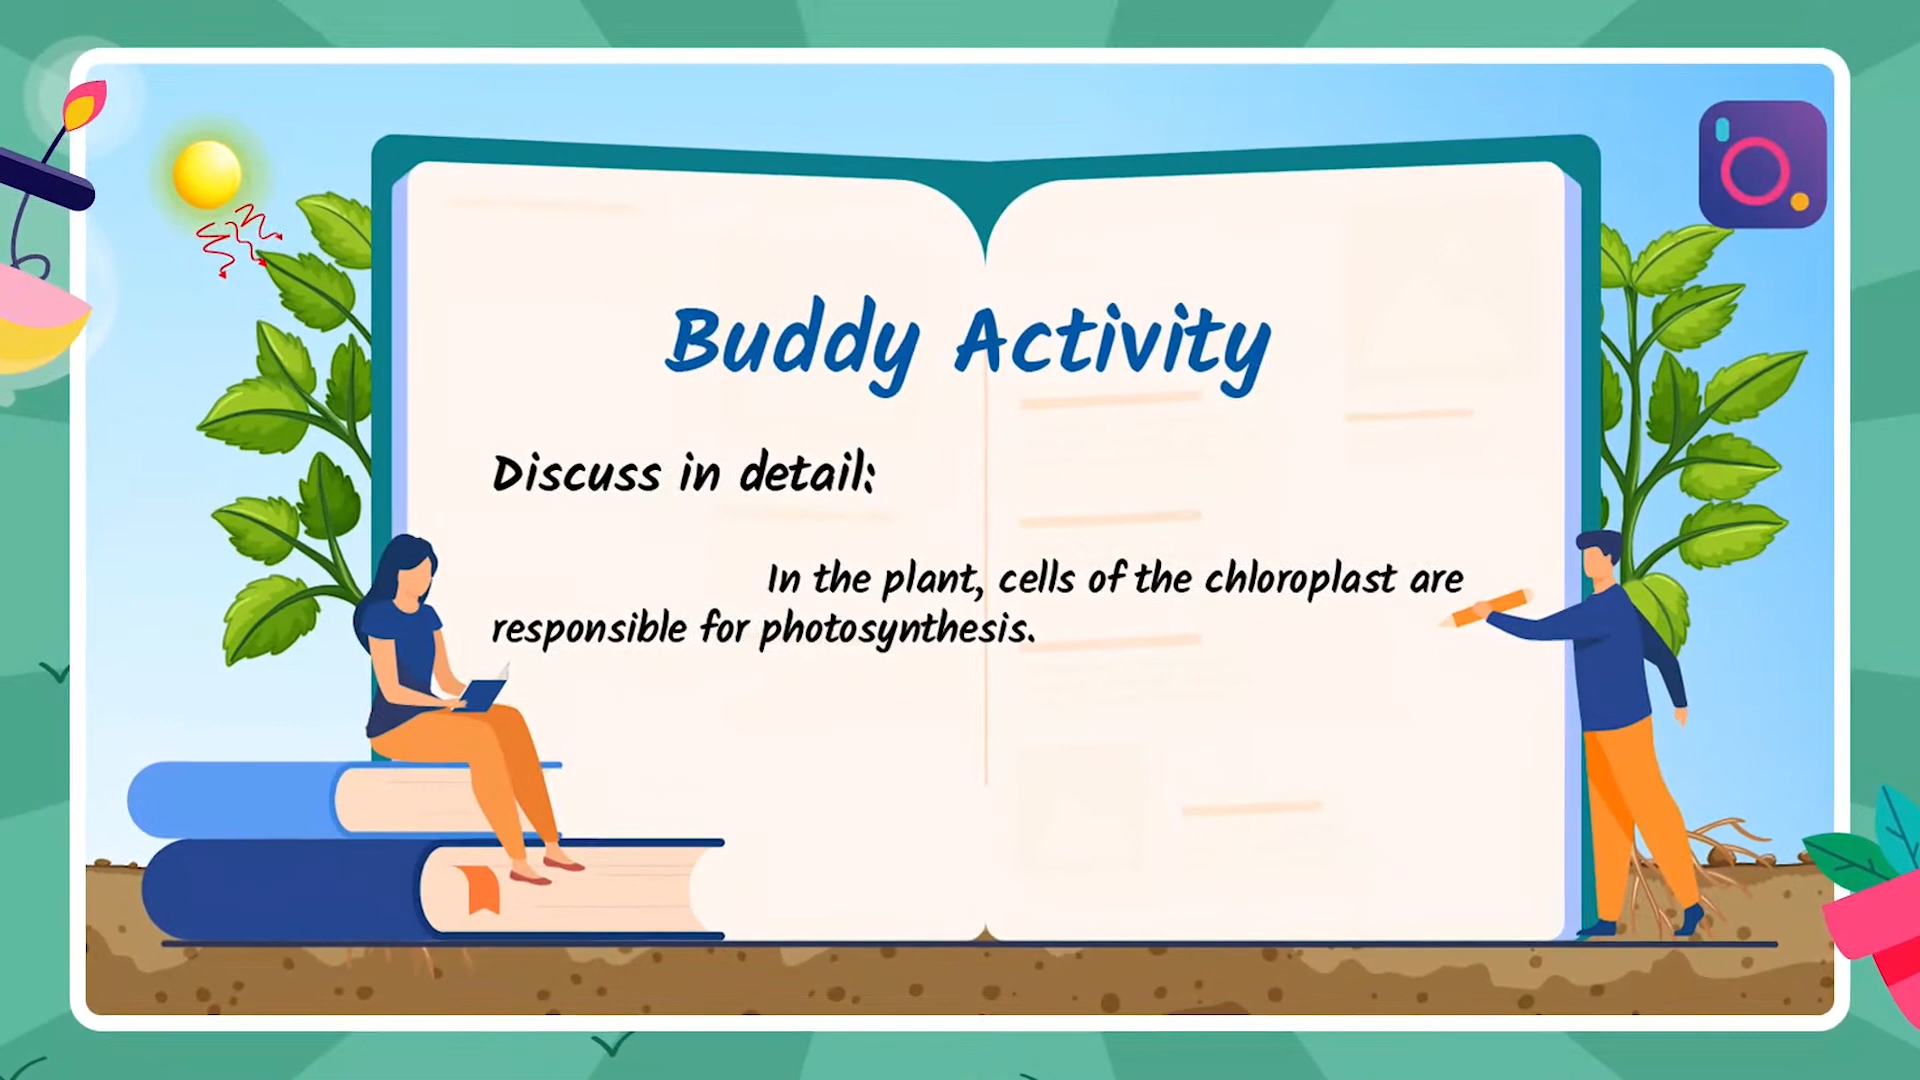 Buddy Activity
Discuss in detail:
In the plant, cells of the chloroplast are
responsible for photosynthesis.